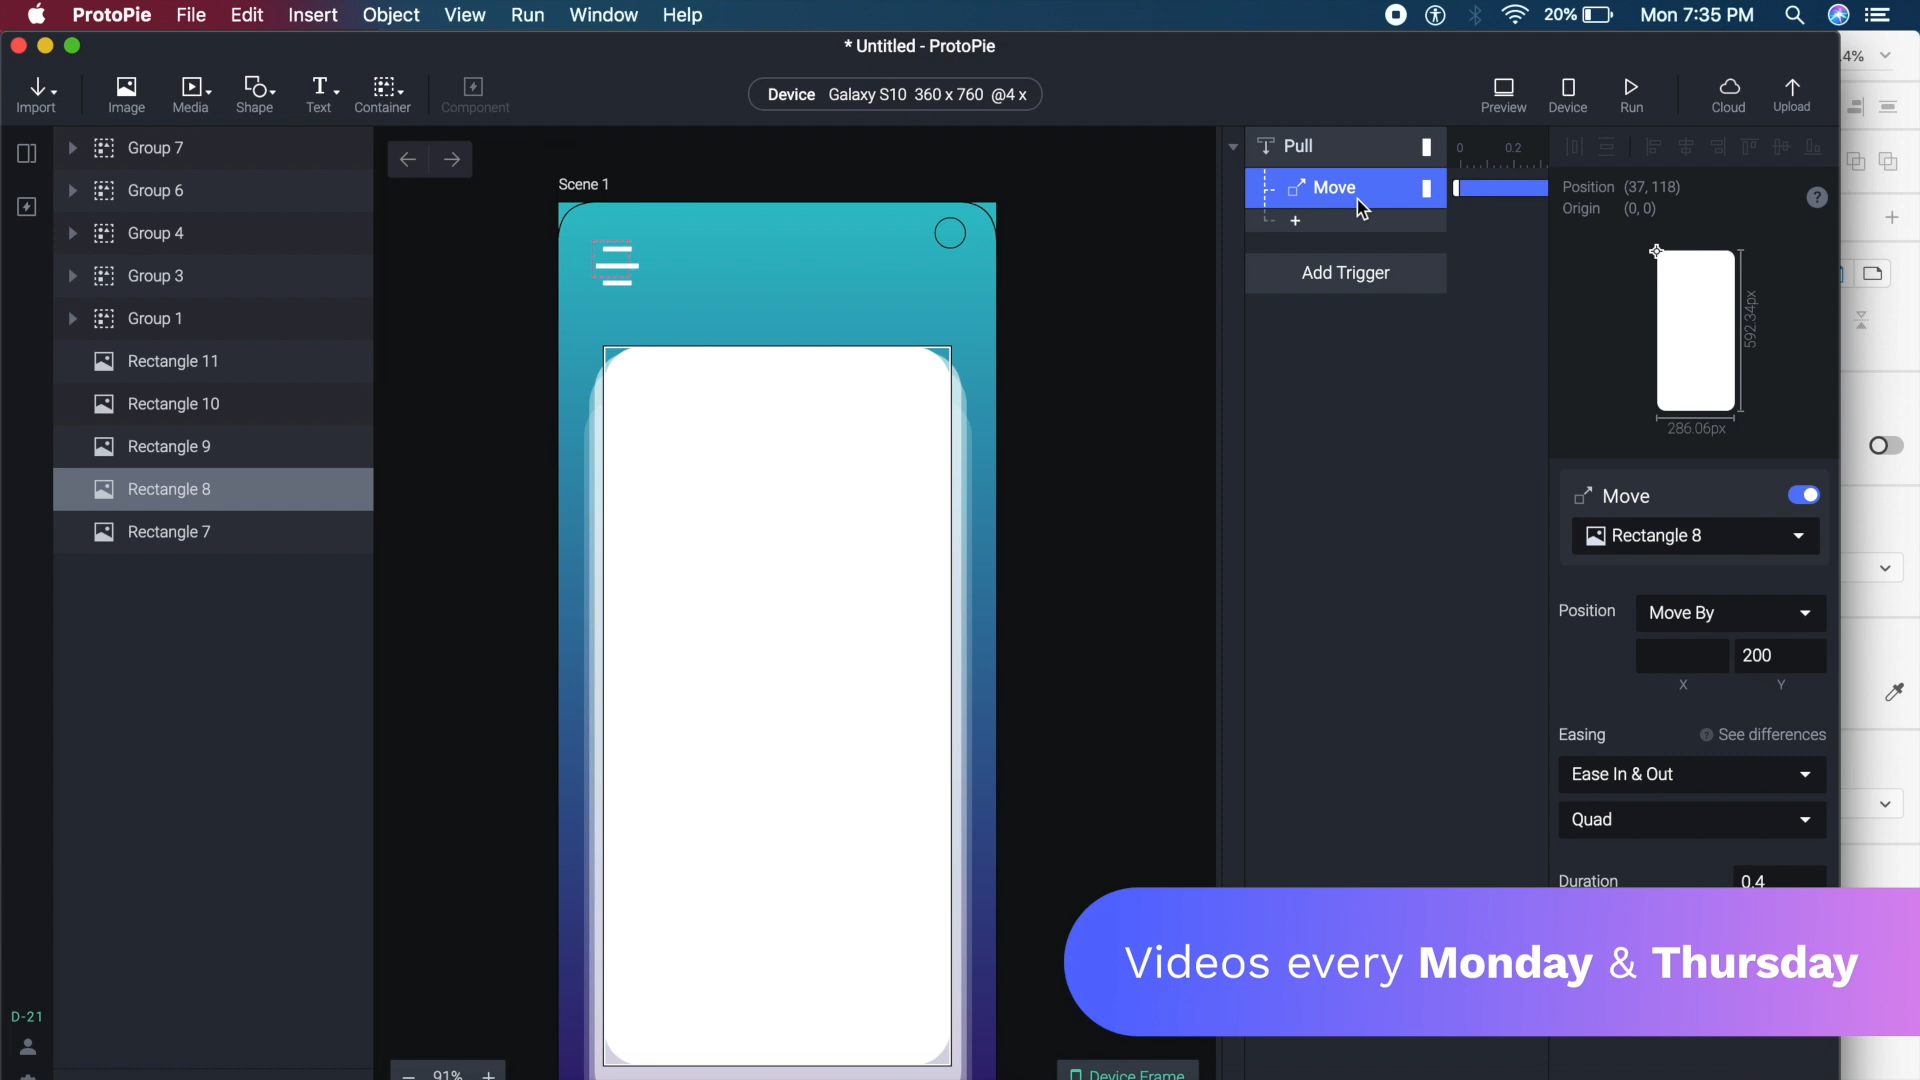 ProtoPie File Edit Insert Object View Run Window Help
20% Mon 7:35 PM
* Untitled - ProtoPie
Import Image Media Shape Text Container Component
Device Galaxy S10 360 x 760 @4 x
Preview Device Run Cloud Upload
Group 7
Group 6
Group 4
Group 3
Group 1
Rectangle 11
Rectangle 10
Rectangle 9
Rectangle 8
Rectangle 7
D-21
Scene 1
91%
Device Frame
Pull
Move
+
Add Trigger
0 0.2
Position (37, 118)
Origin (0, 0)
592.34px
286.06px
Move
Rectangle 8
Position Move By
200
X Y
Easing See differences
Ease In & Out
Quad
Duration 0.4
Videos every Monday & Thursday